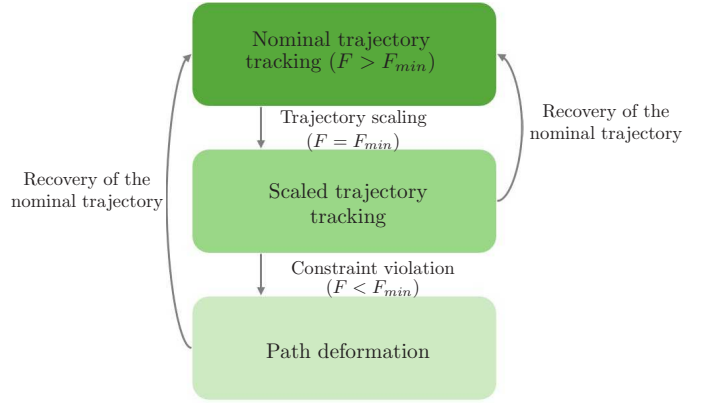 Nominal trajectory
tracking (F > F_min)
Trajectory scaling
(F = F_min)
Recovery of the
nominal trajectory
Recovery of the
nominal trajectory
Scaled trajectory
tracking
Constraint violation
(F < F_min)
Path deformation